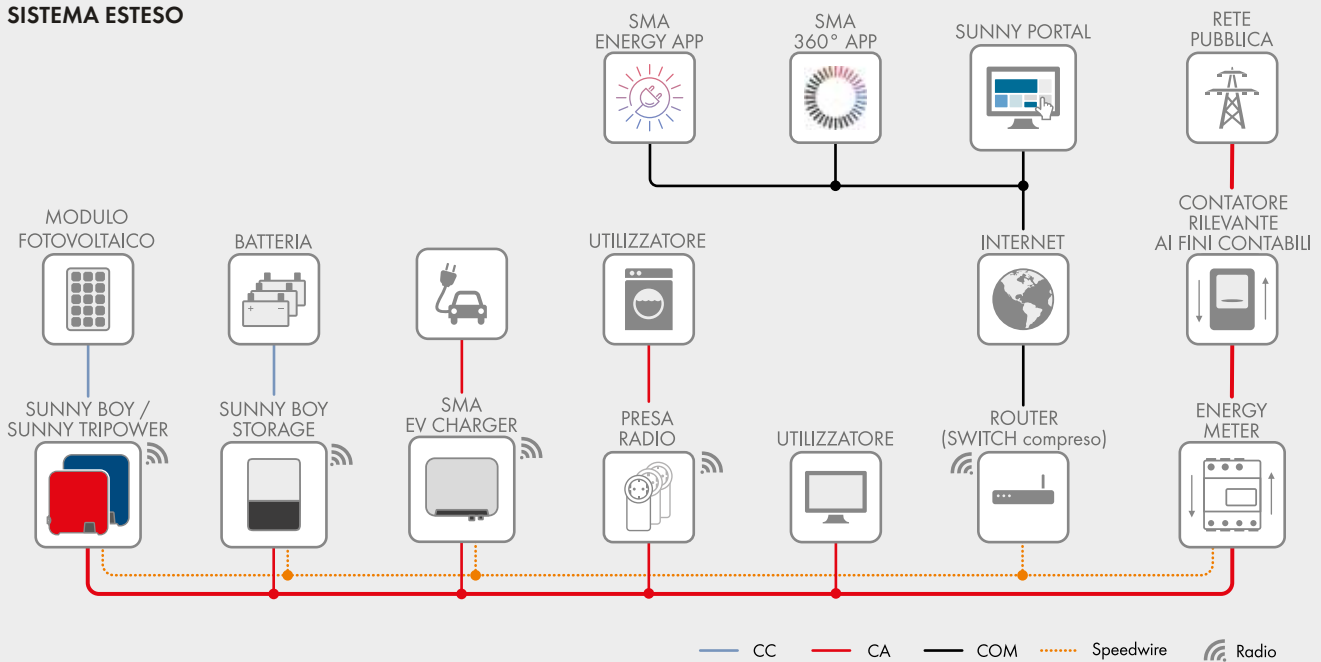 SISTEMA ESTESO
SMA
ENERGY APP
SMA
360° APP
SUNNY PORTAL
RETE
PUBBLICA
MODULO
FOTOVOLTAICO
BATTERIA
UTILIZZATORE
INTERNET
CONTATORE
RILEVANTE
AI FINI CONTABILI
SUNNY BOY /
SUNNY TRIPOWER
SUNNY BOY
STORAGE
SMA
EV CHARGER
PRESA
RADIO
UTILIZZATORE
ROUTER
(SWITCH compreso)
ENERGY
METER
CC
CA
COM
Speedwire
Radio